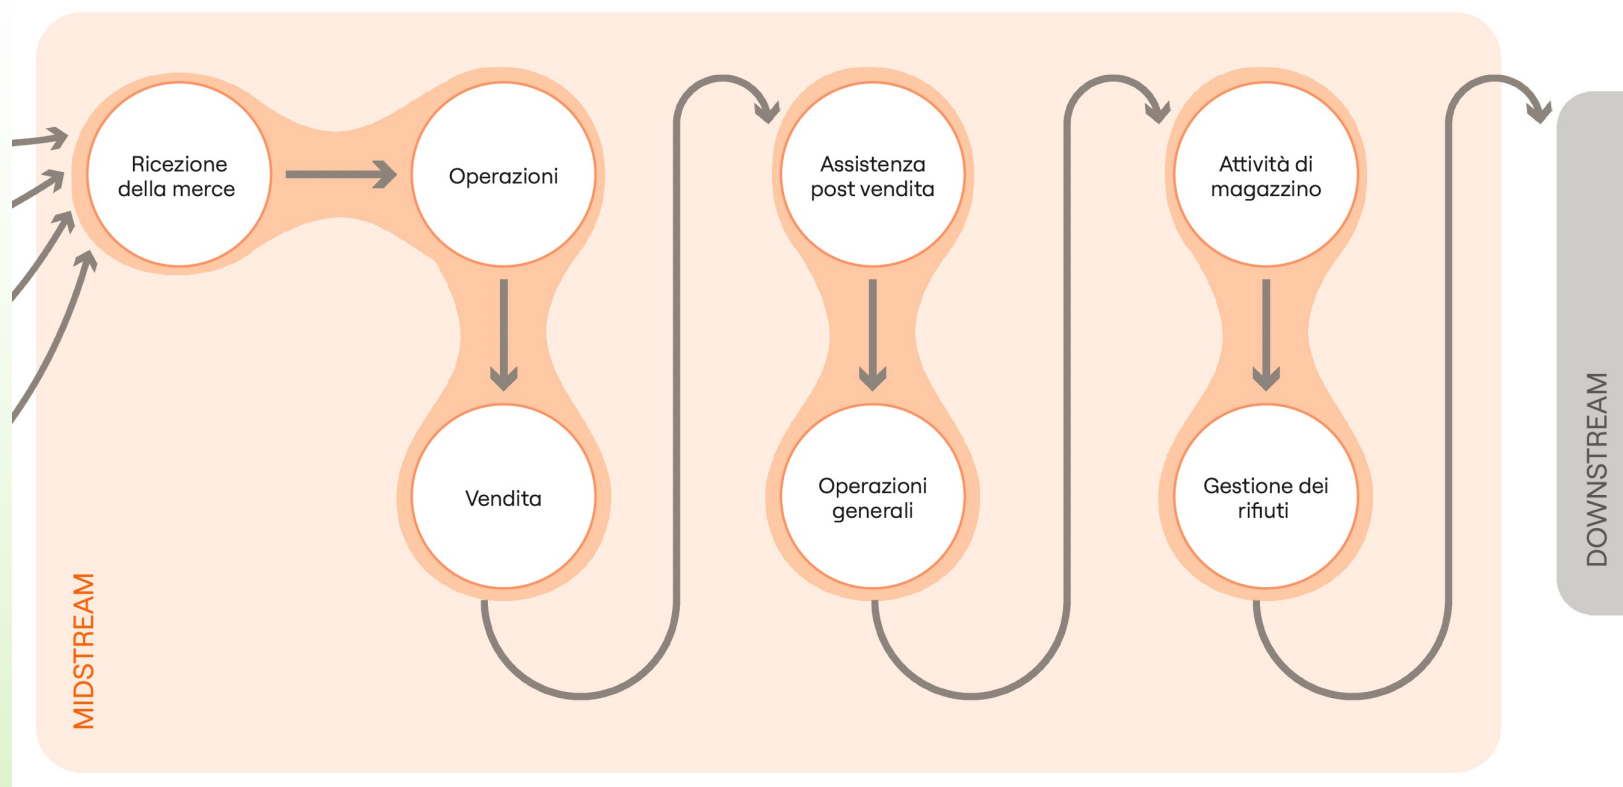 Ricezione
della merce
Operazioni
Vendita
Assistenza
post vendita
Operazioni
generali
Attività di
magazzino
Gestione dei
rifiuti
MIDSTREAM
DOWNSTREAM